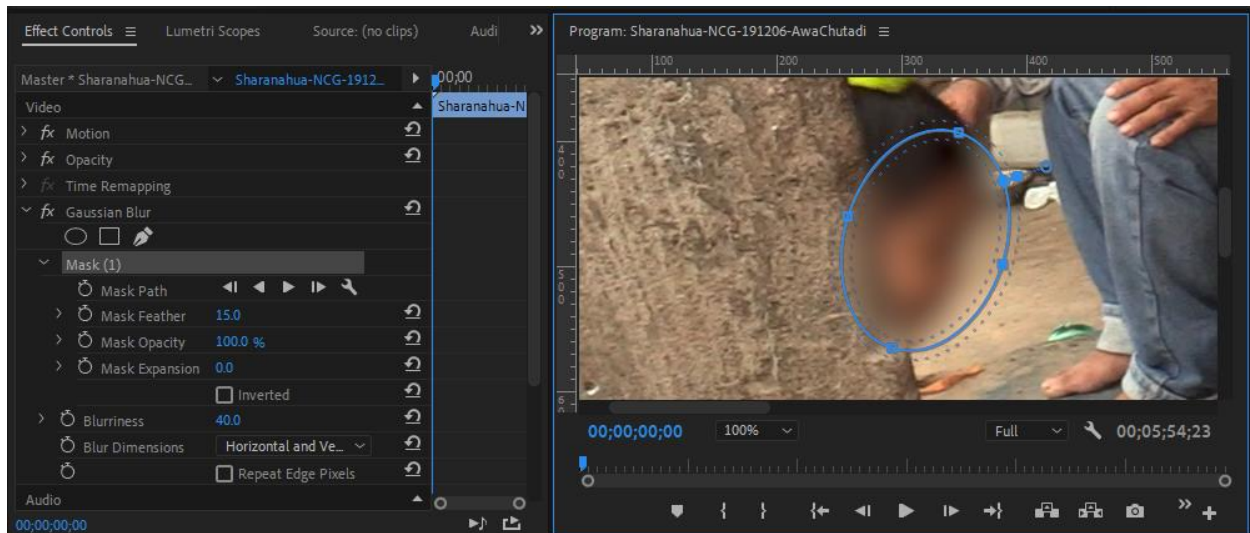 Effect Controls Lumetri Scopes Source: (no clips) Audi
Master * Sharanahua-NCG... Sharanahua-NCG-1912... 00;00
Video Sharanahua-N
fx Motion
fx Opacity
fx Time Remapping
fx Gaussian Blur
Mask (1)
Mask Path
Mask Feather 15.0
Mask Opacity 100.0 %
Mask Expansion 0.0
Inverted
Blurriness 40.0
Blur Dimensions Horizontal and Ve...
Repeat Edge Pixels
Audio
00;00;00;00
Program: Sharanahua-NCG-191206-AwaChutadi
100 200 300 400 500
400
500
00;00;00;00 100% Full 00;05;54;23